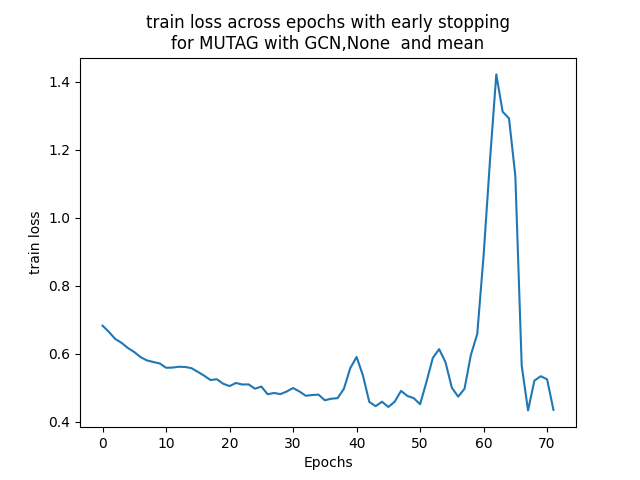 train loss across epochs with early stopping
for MUTAG with GCN,None  and mean
1.4
1.2
1.0
0.8
0.6
0.4
train loss
0 10 20 30 40 50 60 70
Epochs